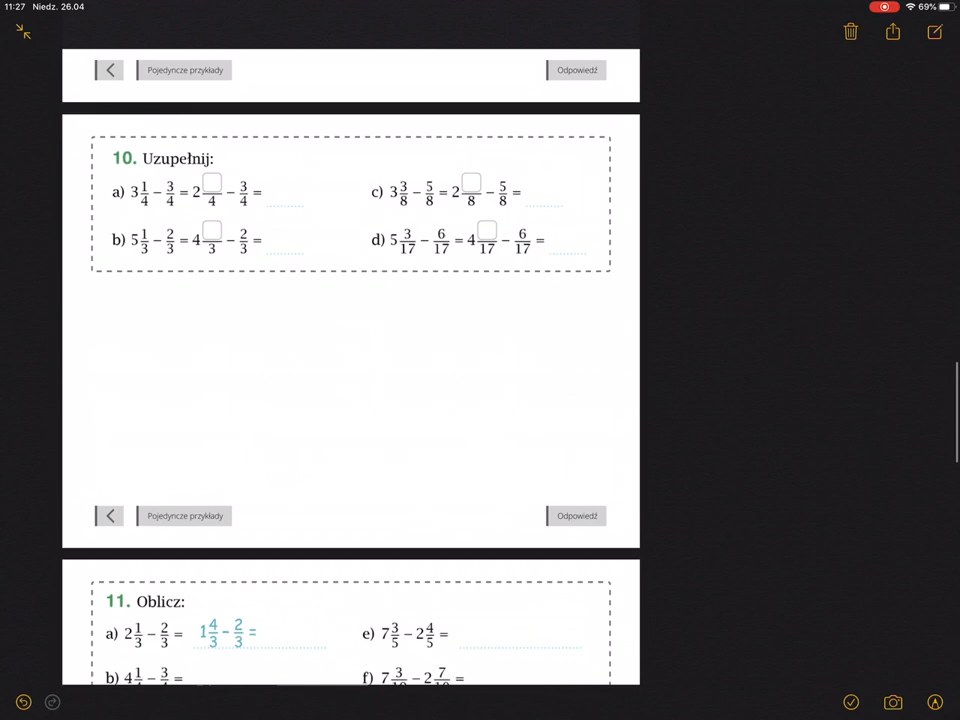 11:27 Niedz. 26.04 69%
Pojedyncze przykłady Odpowiedź
10. Uzupełnij:
a) 3 1/4 − 3/4 = 2 □/4 − 3/4 = ........... c) 3 3/8 − 5/8 = 2 □/8 − 5/8 = ...........
b) 5 1/3 − 2/3 = 4 □/3 − 2/3 = ........... d) 5 3/17 − 6/17 = 4 □/17 − 6/17 = ...........
Pojedyncze przykłady Odpowiedź
11. Oblicz:
a) 2 1/3 − 2/3 = 1 4/3 − 2/3 = e) 7 3/5 − 2 4/5 =